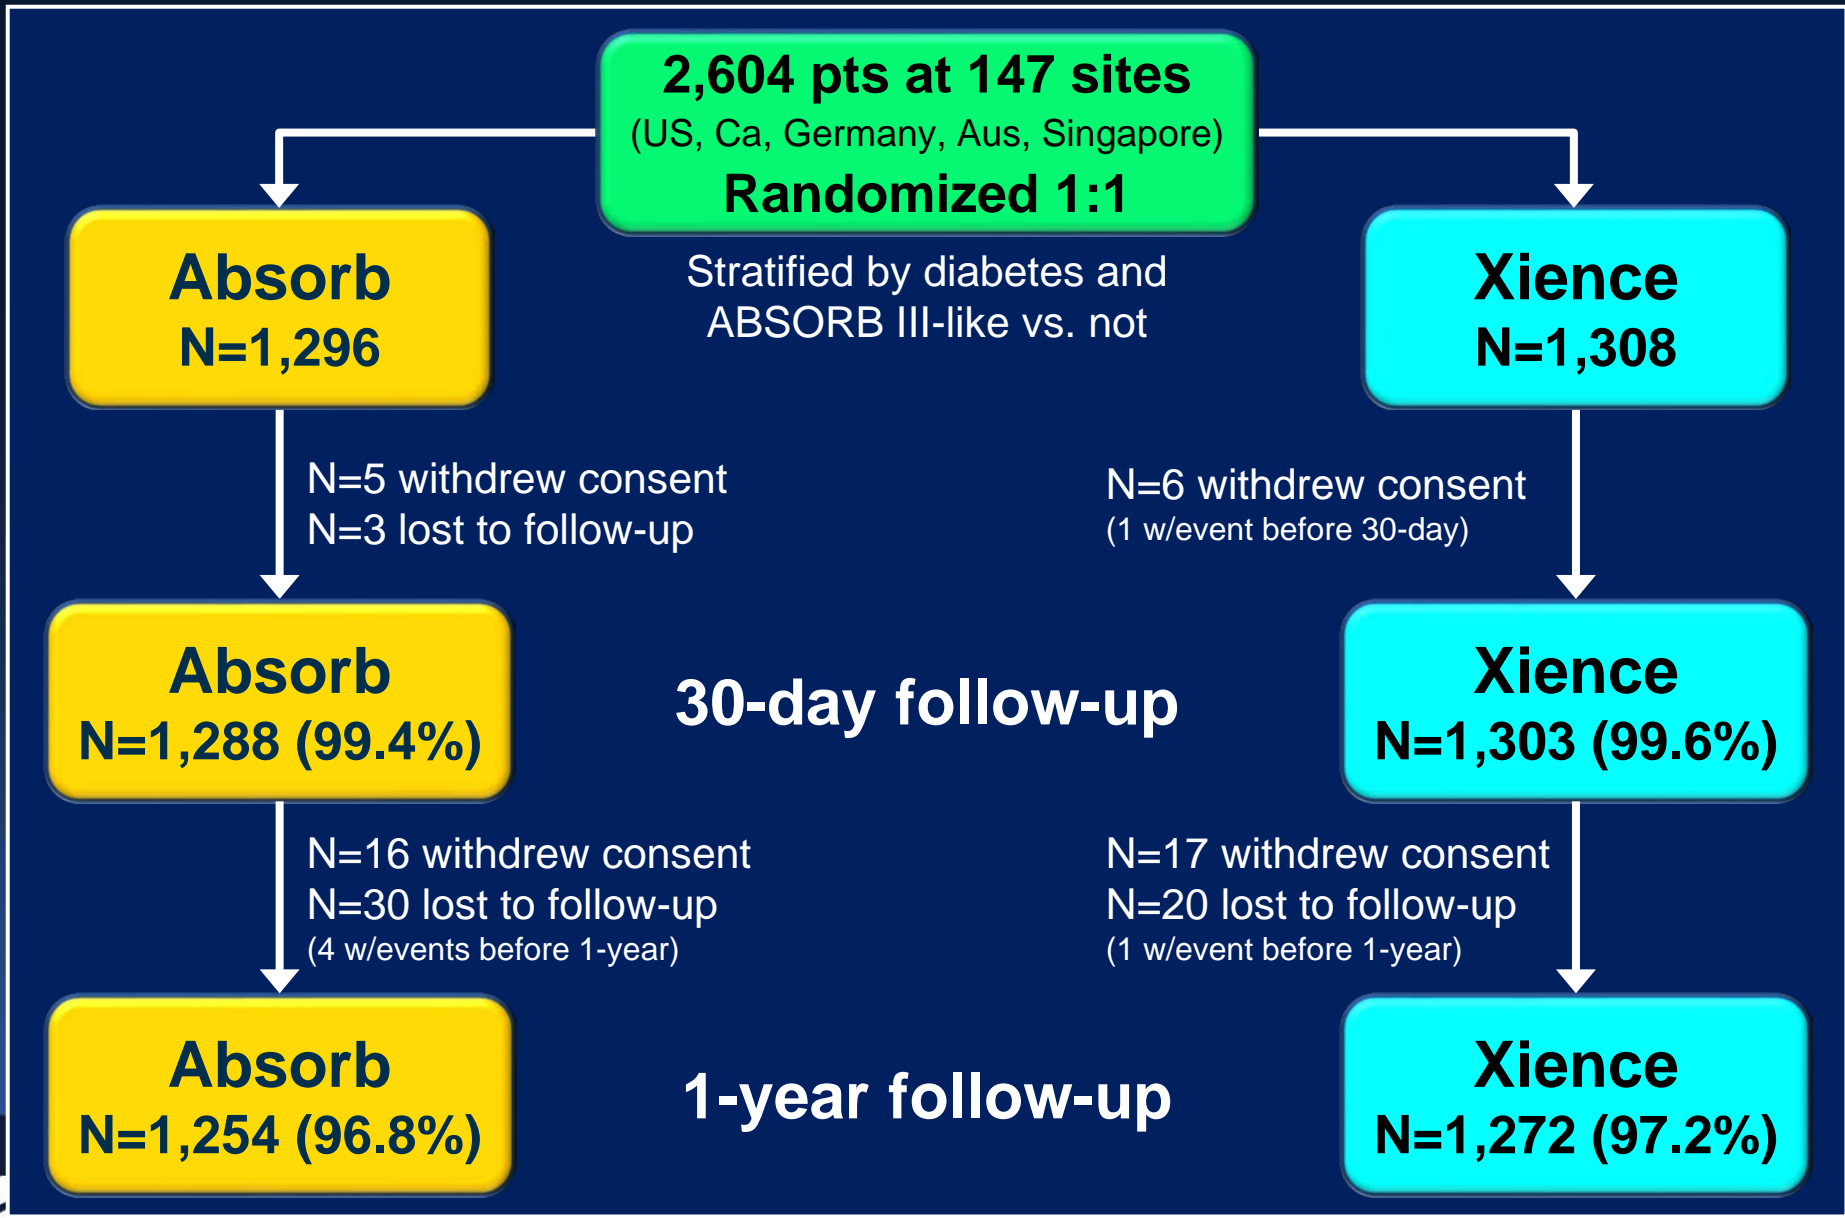 2,604 pts at 147 sites
(US, Ca, Germany, Aus, Singapore)
Randomized 1:1
Stratified by diabetes and
ABSORB III-like vs. not
Absorb
N=1,296
Xience
N=1,308
N=5 withdrew consent
N=3 lost to follow-up
N=6 withdrew consent
(1 w/event before 30-day)
Absorb
N=1,288 (99.4%)
30-day follow-up
Xience
N=1,303 (99.6%)
N=16 withdrew consent
N=30 lost to follow-up
(4 w/events before 1-year)
N=17 withdrew consent
N=20 lost to follow-up
(1 w/event before 1-year)
Absorb
N=1,254 (96.8%)
1-year follow-up
Xience
N=1,272 (97.2%)